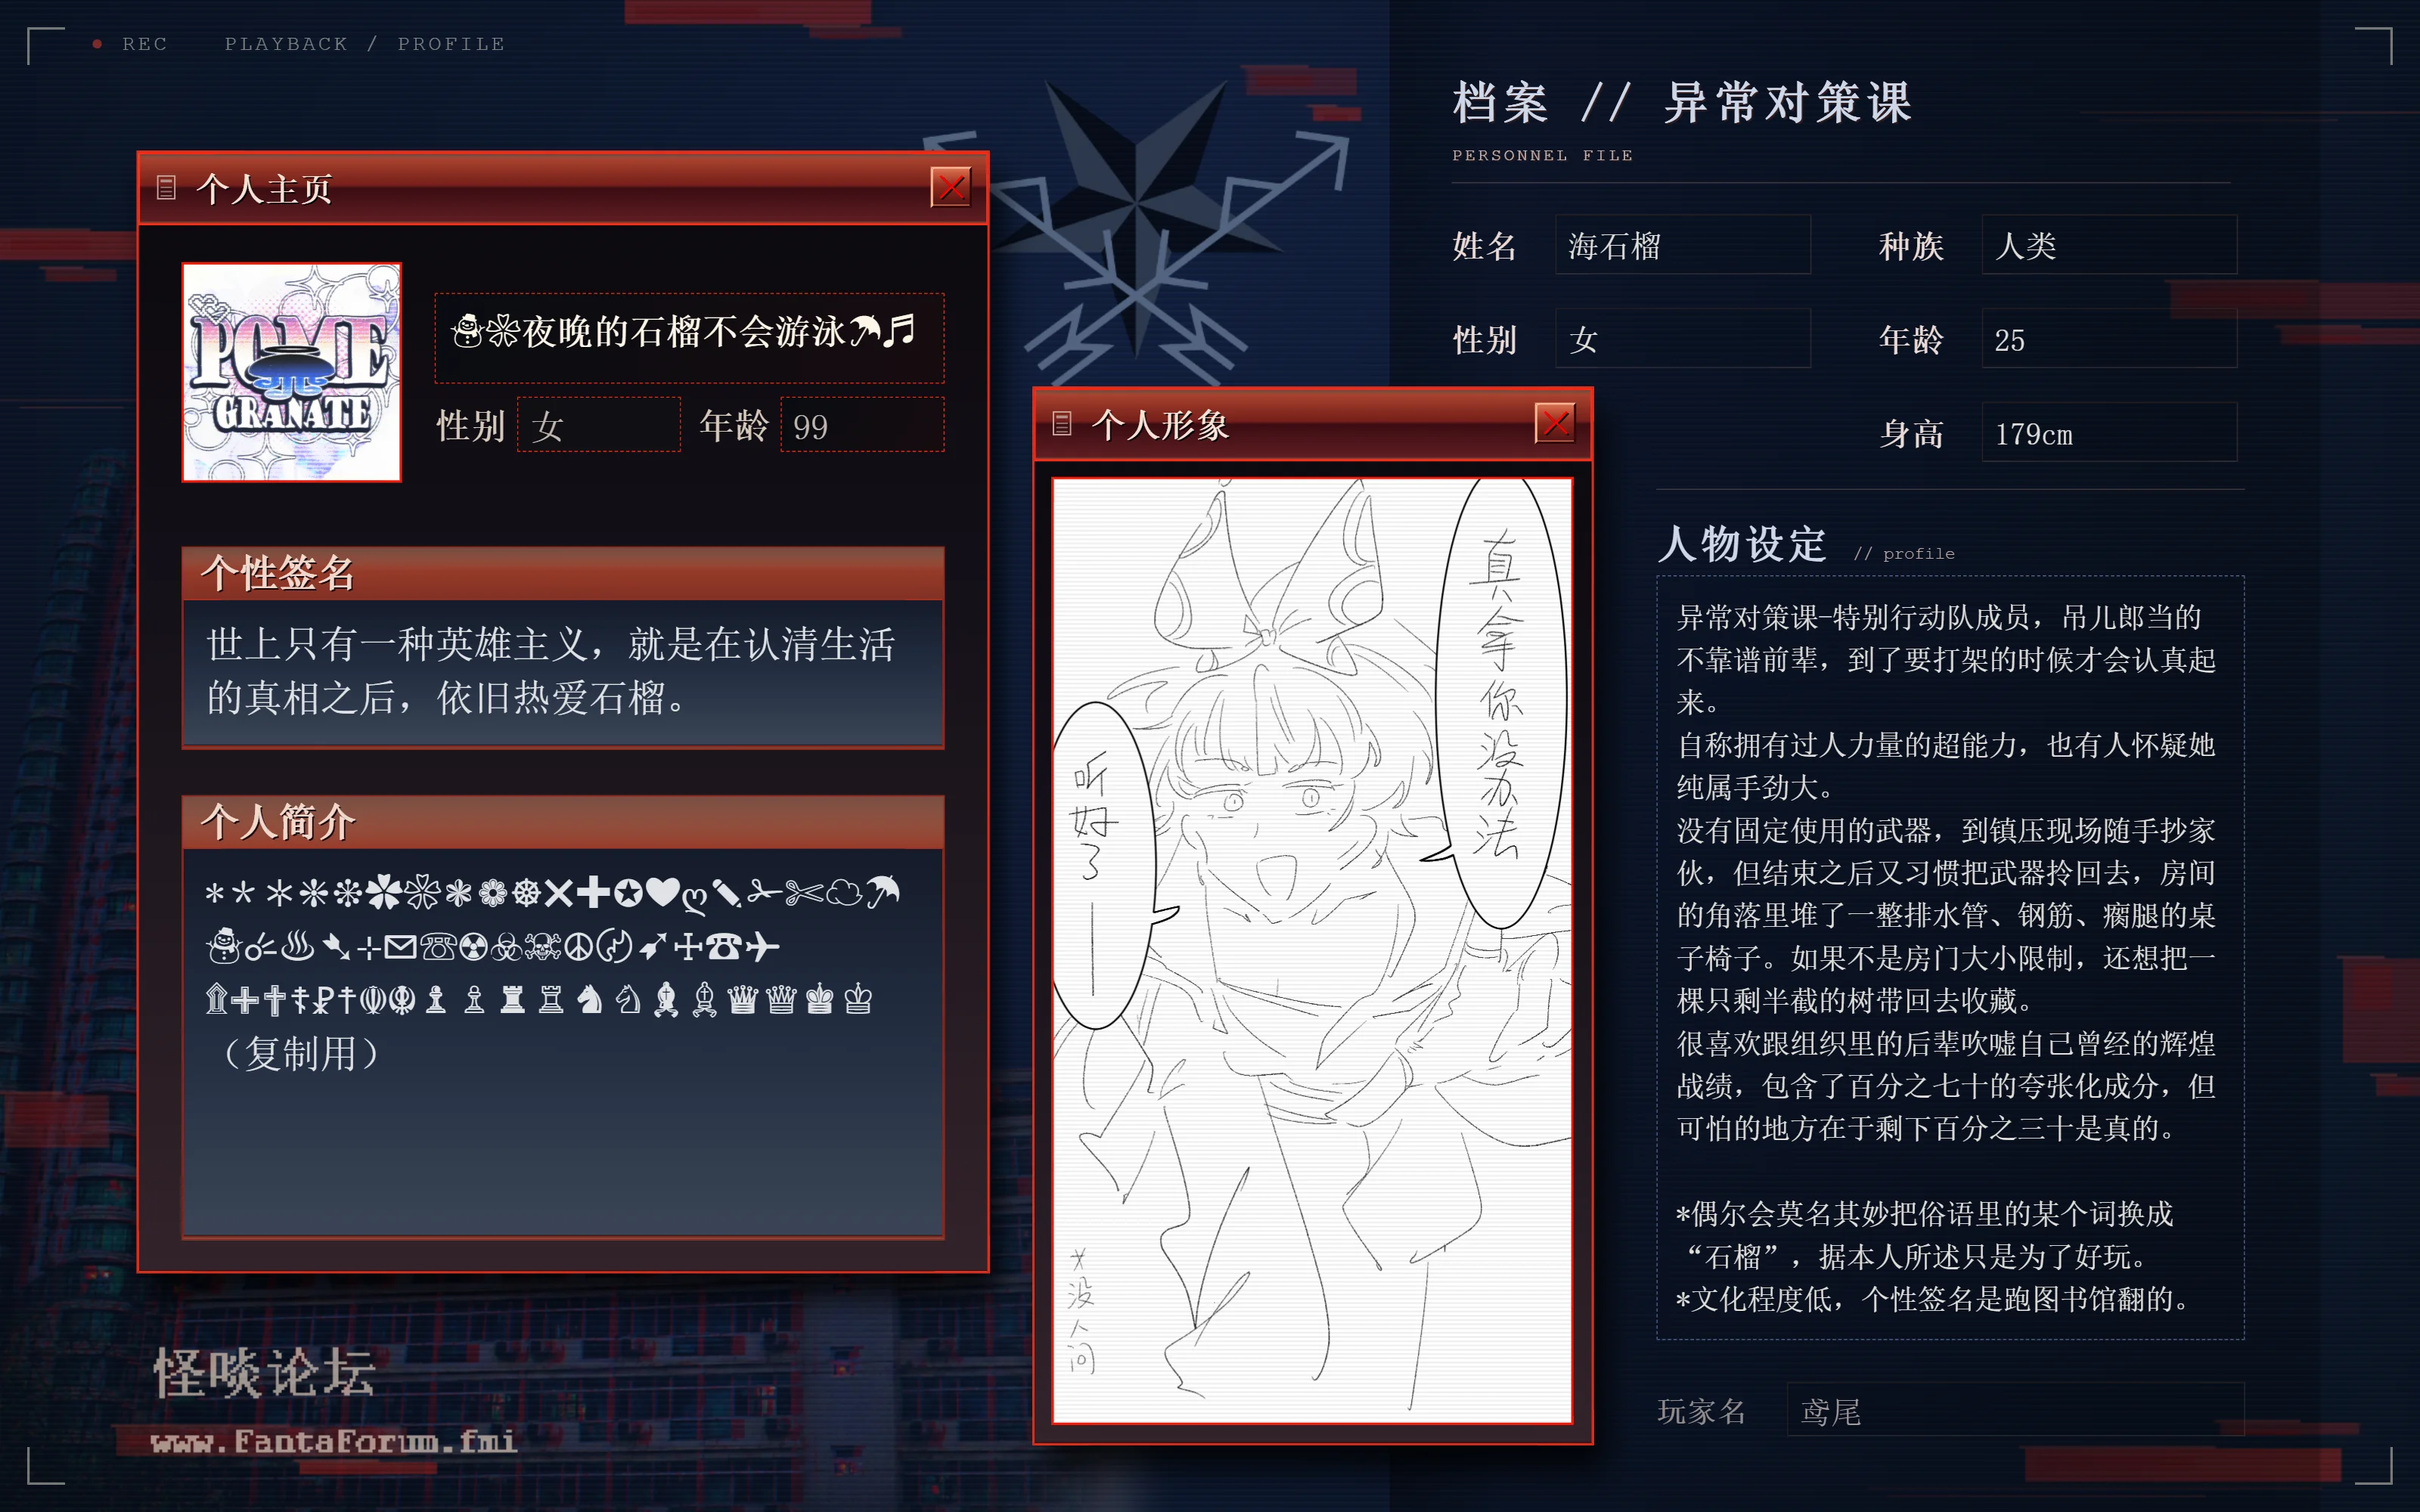 REC PLAYBACK / PROFILE
个人主页
POME
GRANATE
☃❀夜晚的石榴不会游泳☂♬
性别 女 年龄 99
个性签名
世上只有一种英雄主义，就是在认清生活
的真相之后，依旧热爱石榴。
个人简介
（复制用）
怪啖论坛
www.FantaForum.fmi
个人形象
真拿你没办法
听好了——
*没人问
档案 // 异常对策课
PERSONNEL FILE
姓名 海石榴 种族 人类
性别 女 年龄 25
身高 179cm
人物设定 // profile
异常对策课—特别行动队成员，吊儿郎当的
不靠谱前辈，到了要打架的时候才会认真起
来。
自称拥有过人力量的超能力，也有人怀疑她
纯属手劲大。
没有固定使用的武器，到镇压现场随手抄家
伙，但结束之后又习惯把武器拎回去，房间
的角落里堆了一整排水管、钢筋、瘸腿的桌
子椅子。如果不是房门大小限制，还想把一
棵只剩半截的树带回去收藏。
很喜欢跟组织里的后辈吹嘘自己曾经的辉煌
战绩，包含了百分之七十的夸张化成分，但
可怕的地方在于剩下百分之三十是真的。
*偶尔会莫名其妙把俗语里的某个词换成
“石榴”，据本人所述只是为了好玩。
*文化程度低，个性签名是跑图书馆翻的。
玩家名 鸢尾